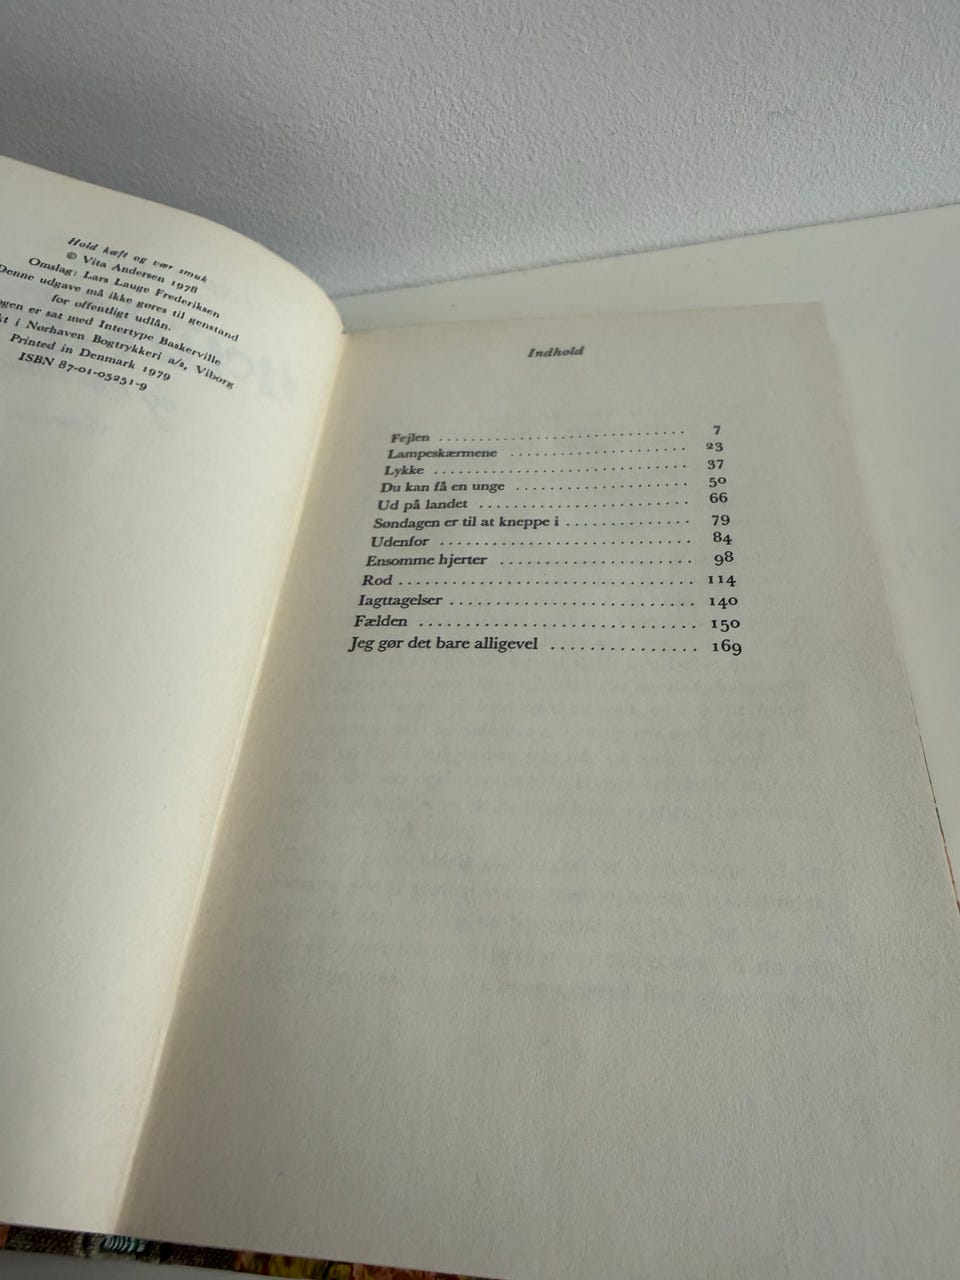 Hold kæft og vær smuk
© Vita Andersen 1978
Omslag: Lars Lauge Frederiksen
Denne udgave må ikke gøres til genstand
for offentligt udlån.
er sat med Intertype Baskerville
i Nørhaven Bogtrykkeri a/s, Viborg
Printed in Denmark 1979
ISBN 87-01-05251-9
Indhold
Fejlen .............................. 7
Lampeskærmene ...................... 23
Lykke .............................. 37
Du kan få en unge .................... 50
Ud på landet ........................ 66
Søndagen er til at kneppe i ............. 79
Udenfor ............................ 84
Ensomme hjerter ..................... 98
Rod ............................... 114
Iagttagelser ......................... 140
Fælden ............................ 150
Jeg gør det bare alligevel .............. 169